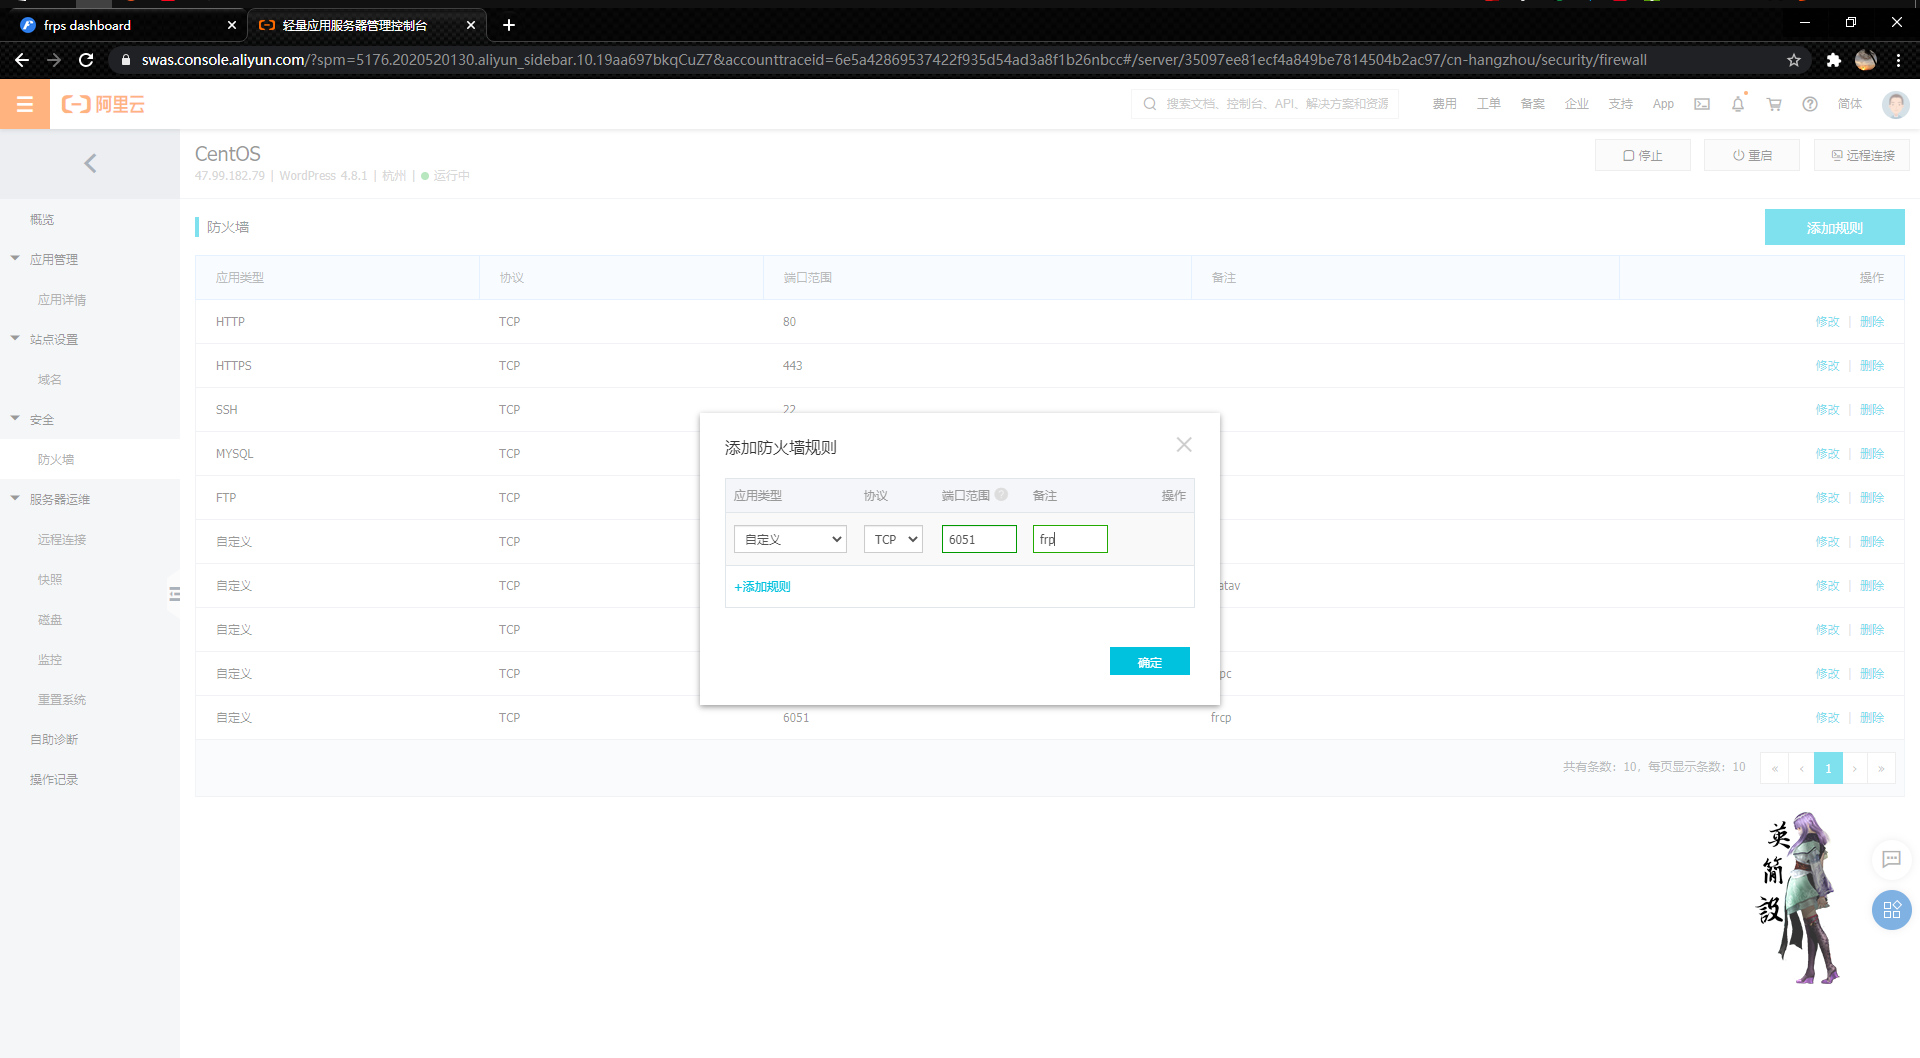 frps dashboard
轻量应用服务器管理控制台
swas.console.aliyun.com/?spm=5176.2020520130.aliyun_sidebar.10.19aa697bkqCuZ7&accounttraceid=6e5a42869537422f935d54ad3a8f1b26nbcc#/server/35097ee81ecf4a849be7814504b2ac97/cn-hangzhou/security/firewall
阿里云
搜索文档、控制台、API、解决方案和资源
费用 工单 备案 企业 支持 App 简体
CentOS
47.99.182.79 | WordPress 4.8.1 | 杭州 | 运行中
停止 重启 远程连接
概览
应用管理
应用详情
站点设置
域名
安全
防火墙
服务器运维
远程连接
快照
磁盘
监控
重置系统
自助诊断
操作记录
防火墙
添加规则
应用类型 协议 端口范围 备注 操作
HTTP TCP 80 修改 | 删除
HTTPS TCP 443 修改 | 删除
SSH TCP 22 修改 | 删除
MYSQL TCP 修改 | 删除
FTP TCP 修改 | 删除
自定义 TCP 修改 | 删除
自定义 TCP atav 修改 | 删除
自定义 TCP 修改 | 删除
自定义 TCP pc 修改 | 删除
自定义 TCP 6051 frcp 修改 | 删除
共有条数: 10, 每页显示条数: 10 « ‹ 1 › »
添加防火墙规则
应用类型 协议 端口范围 ? 备注 操作
自定义 TCP 6051 frp
+添加规则
确定
英
简
設